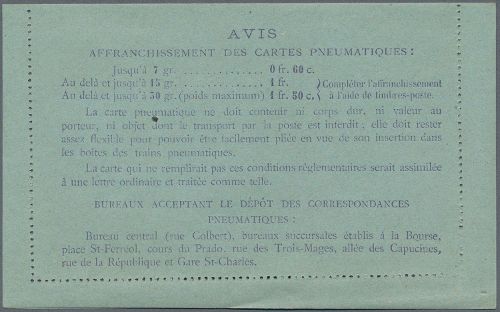 AVIS
AFFRANCHISSEMENT DES CARTES PNEUMATIQUES :
Jusqu'à 7 gr. .............. 0 fr. 60 c.
Au delà et jusqu'à 15 gr. .............. 1 fr. } Compléter l'affranchissement
Au delà et jusqu'à 30 gr. (poids maximum) 1 fr. 50 c. } à l'aide de timbres-poste.
La carte pneumatique ne doit contenir ni corps dur, ni valeur au
porteur, ni objet dont le transport par la poste est interdit ; elle doit rester
assez flexible pour pouvoir être facilement pliée en vue de son insertion dans
les boîtes des trains pneumatiques.
La carte qui ne remplirait pas ces conditions réglementaires serait assimilée
à une lettre ordinaire et traitée comme telle.
BUREAUX ACCEPTANT LE DÉPÔT DES CORRESPONDANCES
PNEUMATIQUES :
Bureau central (rue Colbert), bureaux succursales établis à la Bourse,
place St-Ferréol, cours du Prado, rue des Trois-Mages, allée des Capucines,
rue de la République et Gare St-Charles.